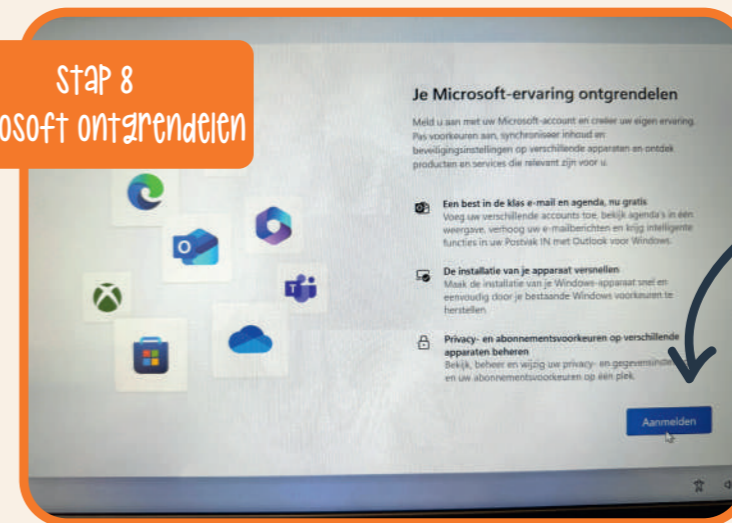 Stap 8
osoft ontgrendelen
Je Microsoft-ervaring ontgrendelen
Meld u aan met uw Microsoft-account en creëer uw eigen ervaring.
Pas voorkeuren aan, synchroniseer inhoud en
beveiligingsinstellingen op verschillende apparaten en ontdek
producten en services die relevant zijn voor u.
Een best in de klas e-mail en agenda, nu gratis
Voeg uw verschillende accounts toe, bekijk agenda's in één
weergave, verhoog uw e-mailberichten en krijg intelligente
functies in uw Postvak IN met Outlook voor Windows.
De installatie van je apparaat versnellen
Maak de installatie van je Windows-apparaat snel en
eenvoudig door je bestaande Windows voorkeuren te
herstellen.
Privacy- en abonnementsvoorkeuren op verschillende
apparaten beheren
Bekijk, beheer en wijzig uw privacy- en
en uw abonnementsvoorkeuren op één plek.
Aanmelden